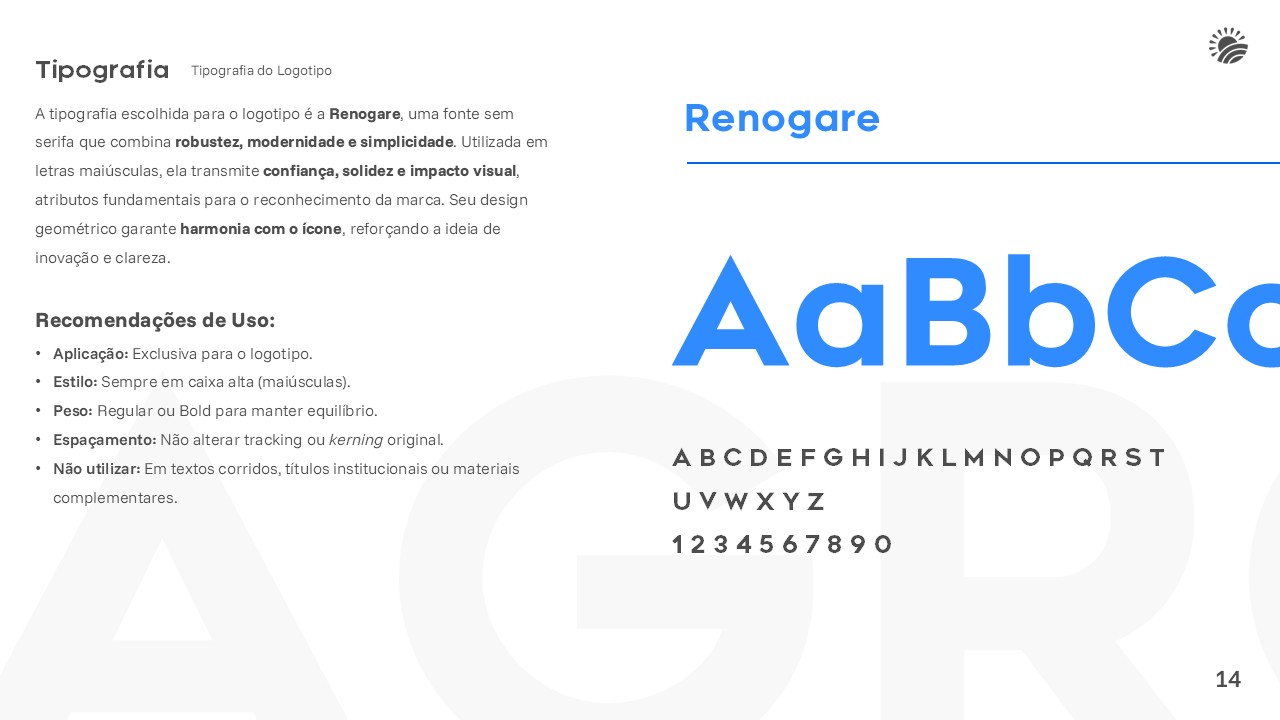 Tipografia Tipografia do Logotipo
A tipografia escolhida para o logotipo é a Renogare, uma fonte sem
serifa que combina robustez, modernidade e simplicidade. Utilizada em
letras maiúsculas, ela transmite confiança, solidez e impacto visual,
atributos fundamentais para o reconhecimento da marca. Seu design
geométrico garante harmonia com o ícone, reforçando a ideia de
inovação e clareza.
Recomendações de Uso:
• Aplicação: Exclusiva para o logotipo.
• Estilo: Sempre em caixa alta (maiúsculas).
• Peso: Regular ou Bold para manter equilíbrio.
• Espaçamento: Não alterar tracking ou kerning original.
• Não utilizar: Em textos corridos, títulos institucionais ou materiais
complementares.
Renogare
AaBbCc
A B C D E F G H I J K L M N O P Q R S T
U V W X Y Z
1 2 3 4 5 6 7 8 9 0
AGR
14